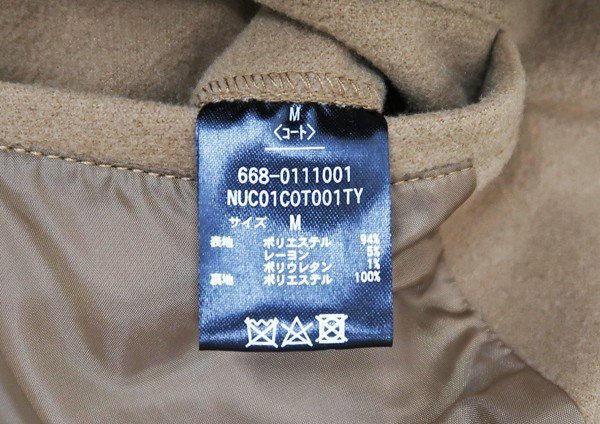 M
〈コート〉
668-0111001
NUC01COT001TY
サイズ M
表地 ポリエステル 94%
レーヨン 5%
ポリウレタン 1%
裏地 ポリエステル 100%